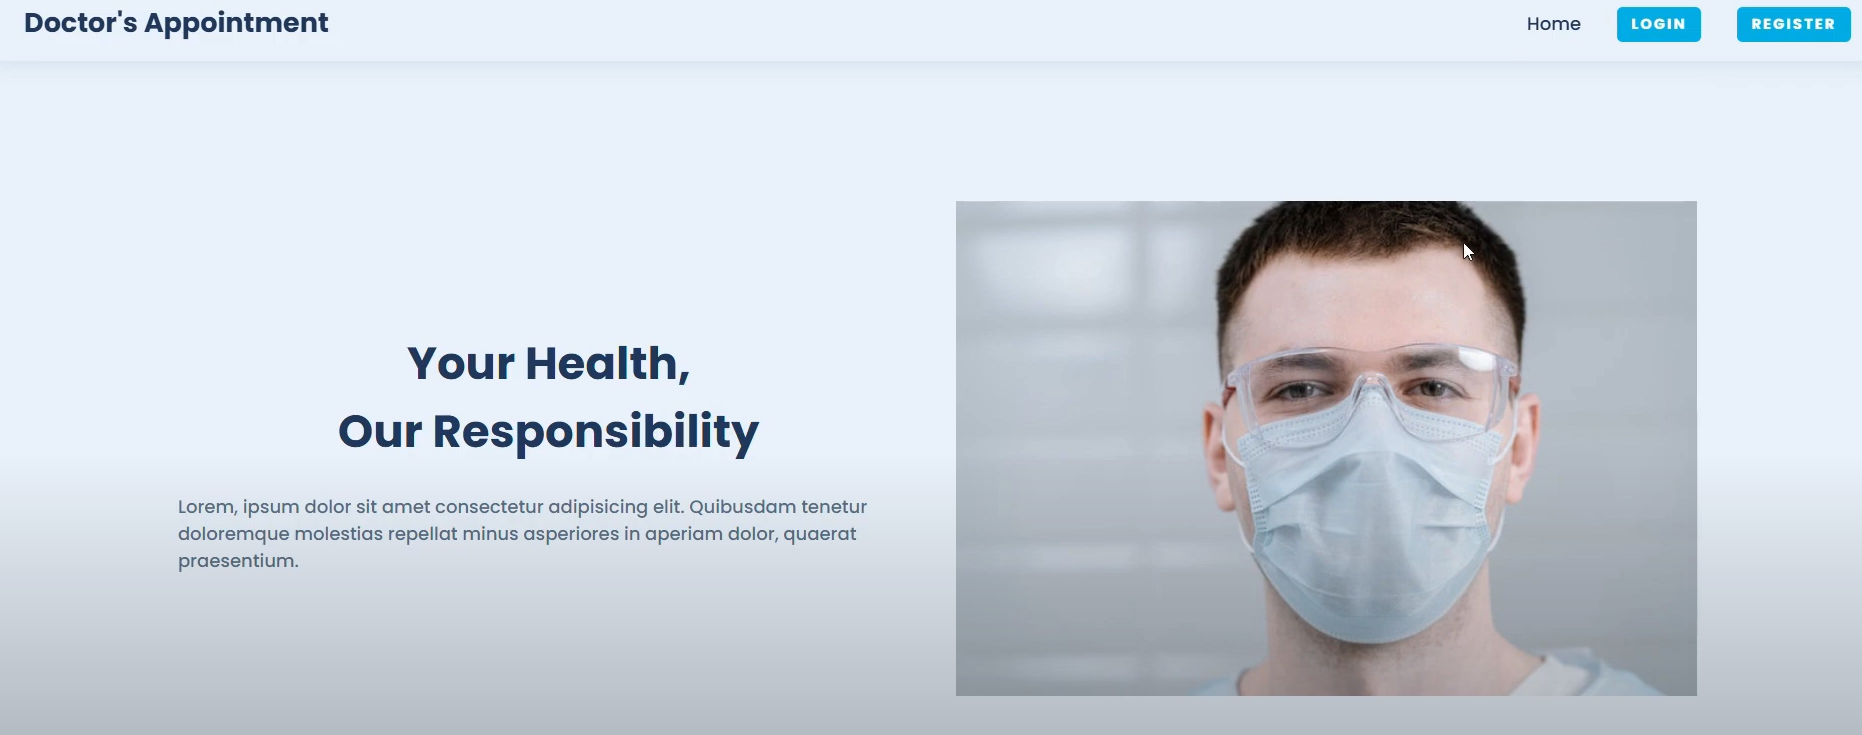 Doctor's Appointment
Home
LOGIN
REGISTER
Your Health,
Our Responsibility
Lorem, ipsum dolor sit amet consectetur adipisicing elit. Quibusdam tenetur
doloremque molestias repellat minus asperiores in aperiam dolor, quaerat
praesentium.